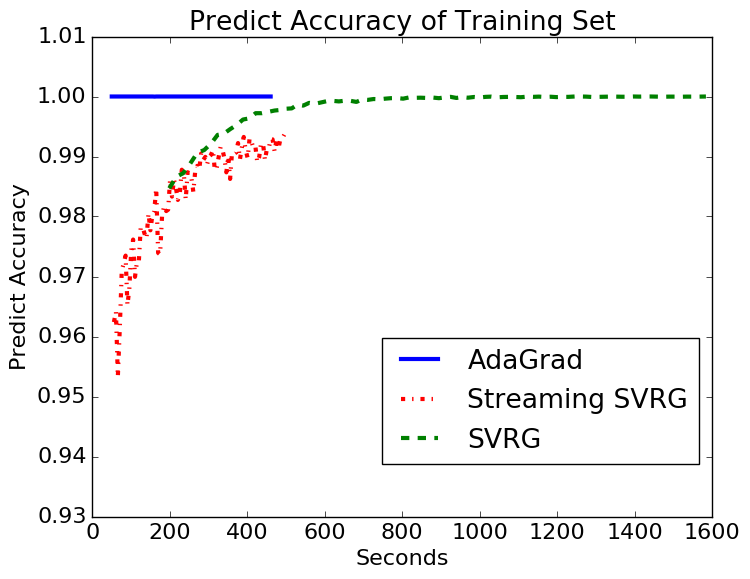 Predict Accuracy of Training Set
1.01
1.00
0.99
0.98
0.97
0.96
0.95
0.94
0.93
Predict Accuracy
AdaGrad
Streaming SVRG
SVRG
0 200 400 600 800 1000 1200 1400 1600
Seconds